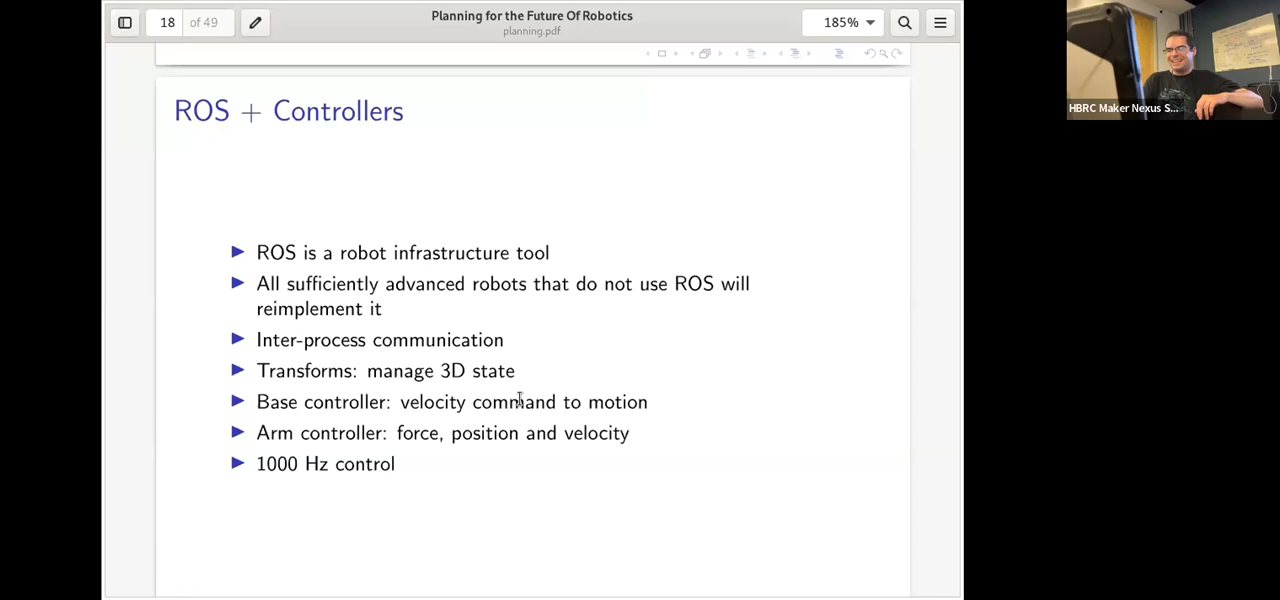 18 of 49
Planning for the Future Of Robotics
planning.pdf
185%
ROS + Controllers
ROS is a robot infrastructure tool
All sufficiently advanced robots that do not use ROS will
reimplement it
Inter-process communication
Transforms: manage 3D state
Base controller: velocity command to motion
Arm controller: force, position and velocity
1000 Hz control
HBRC Maker Nexus S...